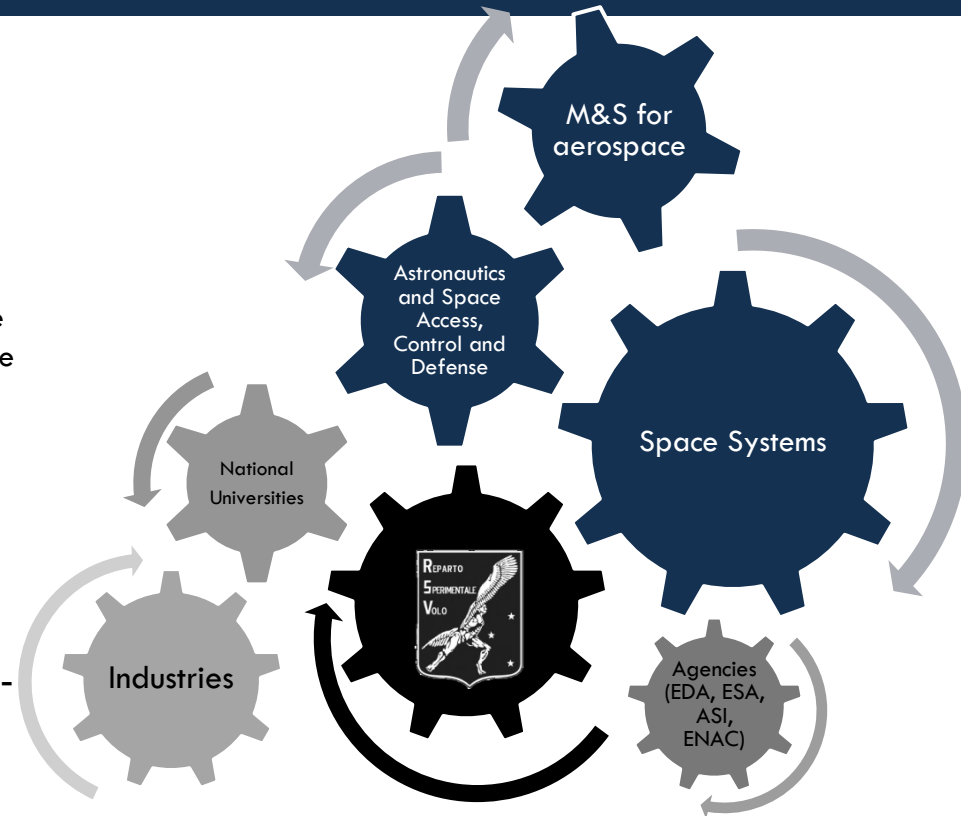 M&S for
aerospace
Astronautics
and Space
Access,
Control and
Defense
Space Systems
National
Universities
REPARTO
SPERIMENTALE
VOLO
Industries
Agencies
(EDA, ESA,
ASI,
ENAC)
e
e
-